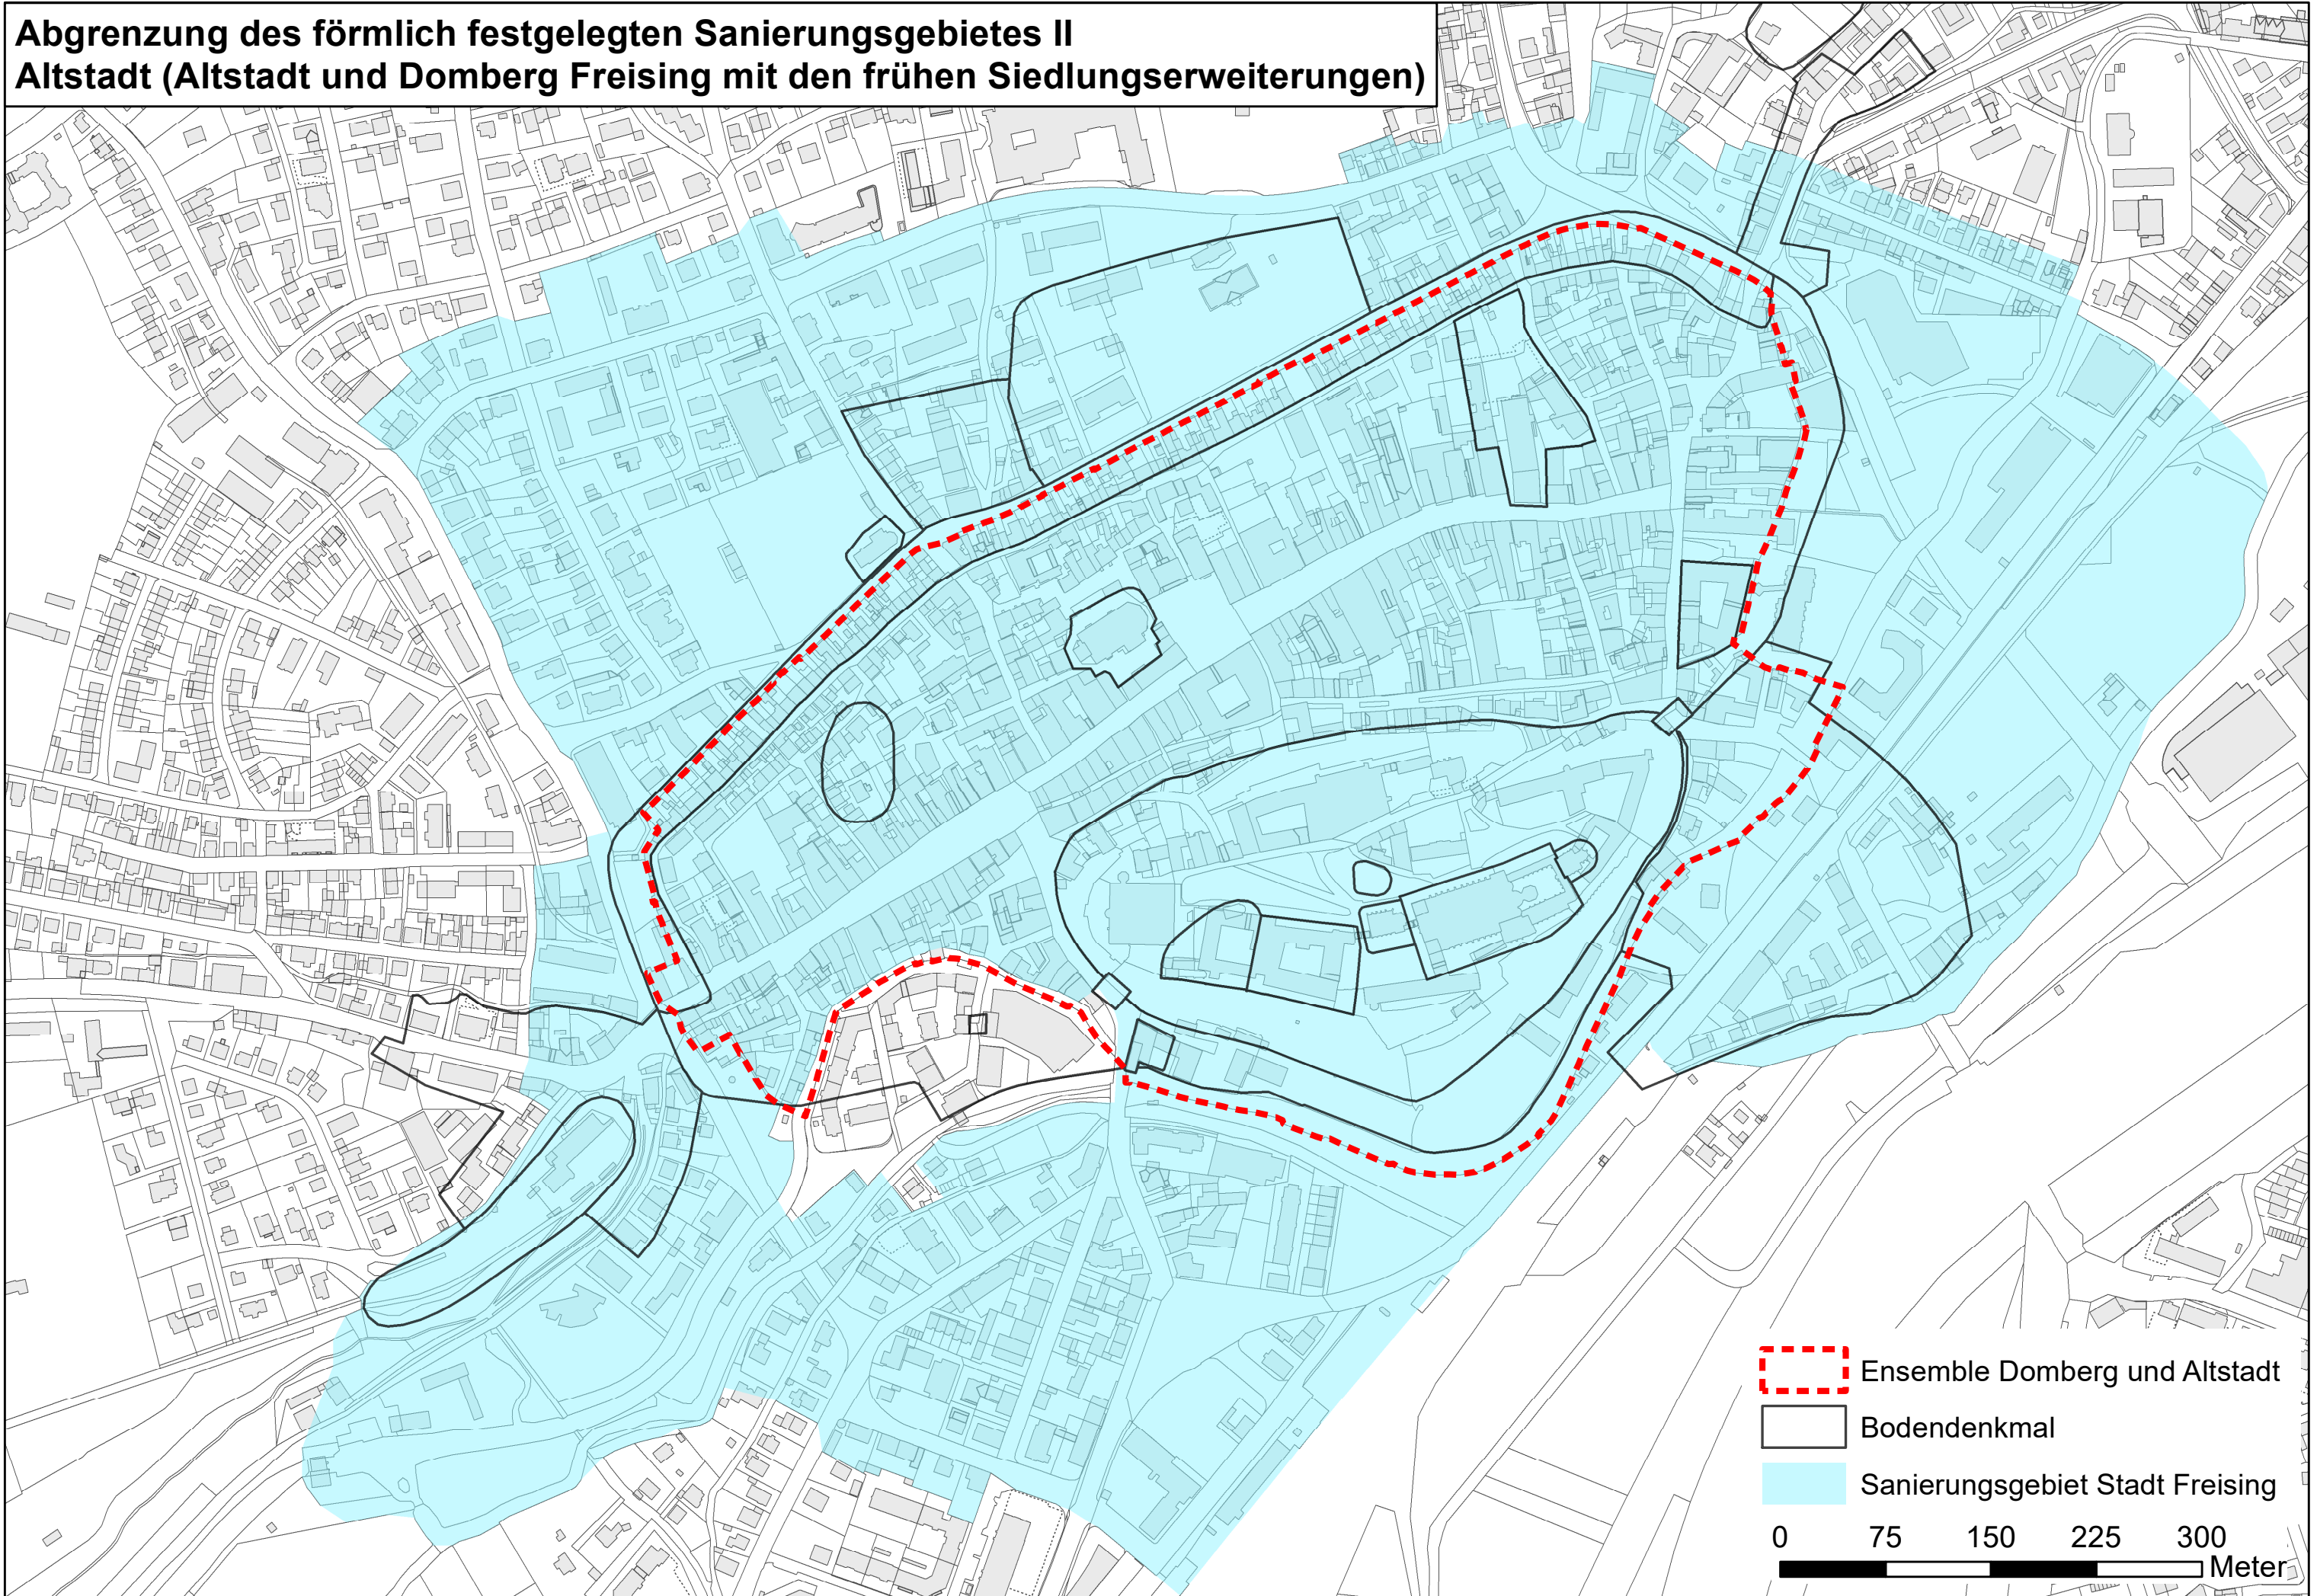 Abgrenzung des förmlich festgelegten Sanierungsgebietes II
Altstadt (Altstadt und Domberg Freising mit den frühen Siedlungserweiterungen)
Ensemble Domberg und Altstadt
Bodendenkmal
Sanierungsgebiet Stadt Freising
0 75 150 225 300
Meter